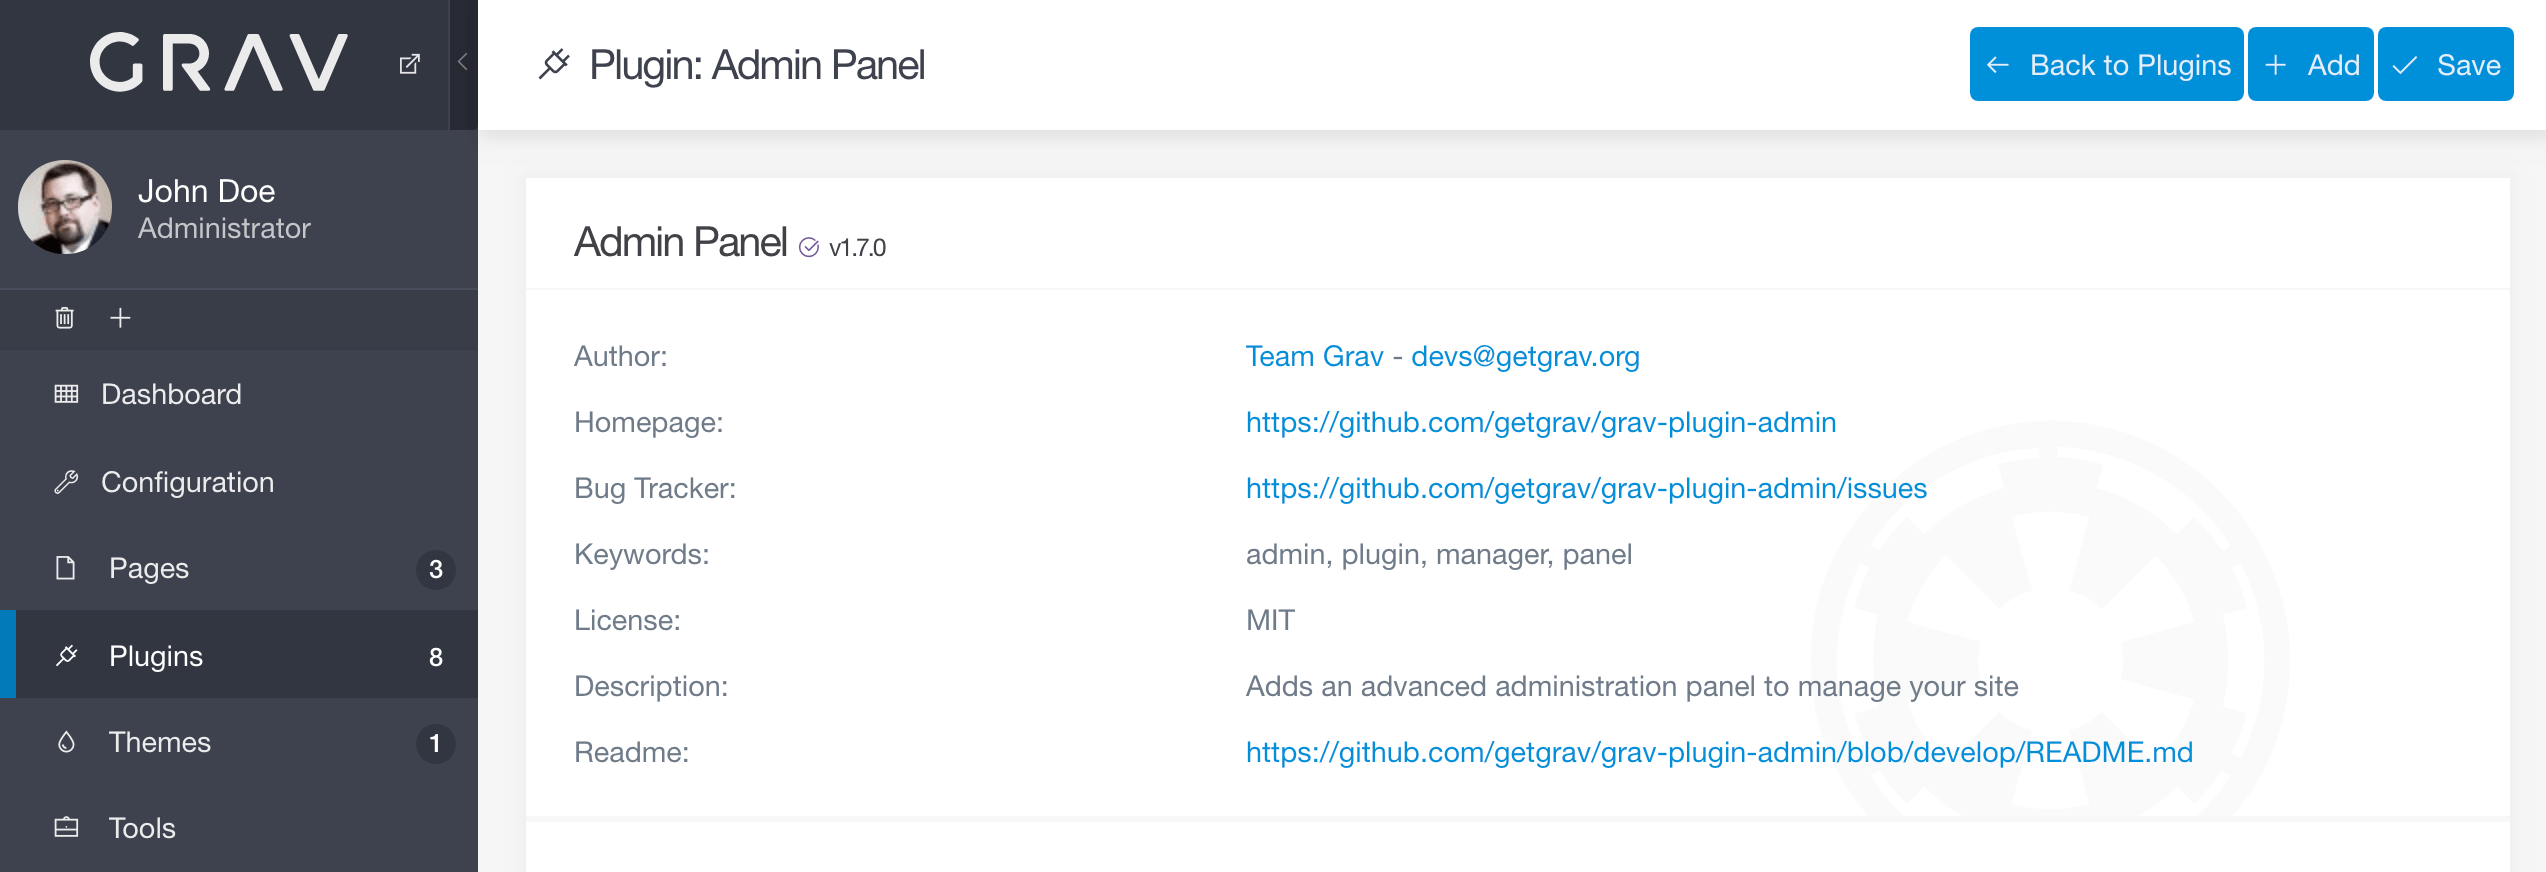 GRAV
John Doe
Administrator
Dashboard
Configuration
Pages 3
Plugins 8
Themes 1
Tools
Plugin: Admin Panel
Back to Plugins
Add
Save
Admin Panel v1.7.0
Author: Team Grav - devs@getgrav.org
Homepage: https://github.com/getgrav/grav-plugin-admin
Bug Tracker: https://github.com/getgrav/grav-plugin-admin/issues
Keywords: admin, plugin, manager, panel
License: MIT
Description: Adds an advanced administration panel to manage your site
Readme: https://github.com/getgrav/grav-plugin-admin/blob/develop/README.md